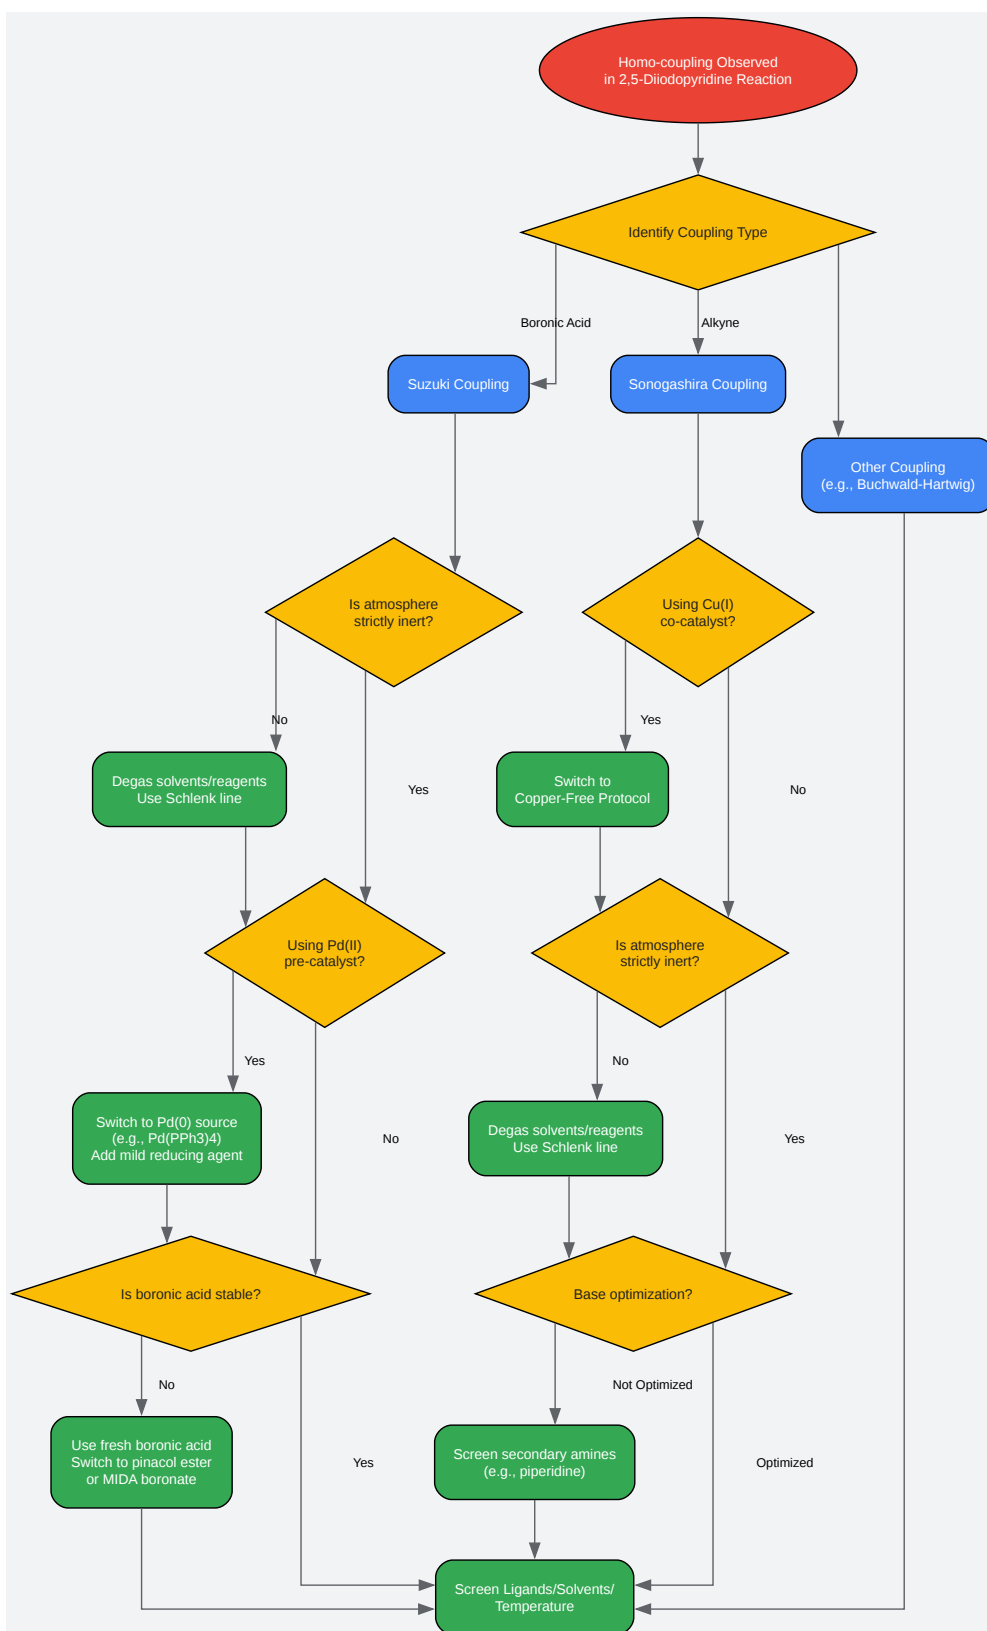 Homo-coupling Observed
in 2,5-Diiodopyridine Reaction
Identify Coupling Type
Boronic Acid
Alkyne
Suzuki Coupling
Sonogashira Coupling
Other Coupling
(e.g., Buchwald-Hartwig)
Is atmosphere
strictly inert?
Using Cu(I)
co-catalyst?
No
Yes
Degas solvents/reagents
Use Schlenk line
Yes
Switch to
Copper-Free Protocol
No
Using Pd(II)
pre-catalyst?
Is atmosphere
strictly inert?
Yes
No
Switch to Pd(0) source
(e.g., Pd(PPh3)4)
Add mild reducing agent
No
Degas solvents/reagents
Use Schlenk line
Yes
Is boronic acid stable?
Base optimization?
No
Not Optimized
Use fresh boronic acid
Switch to pinacol ester
or MIDA boronate
Yes
Screen secondary amines
(e.g., piperidine)
Optimized
Screen Ligands/Solvents/
Temperature